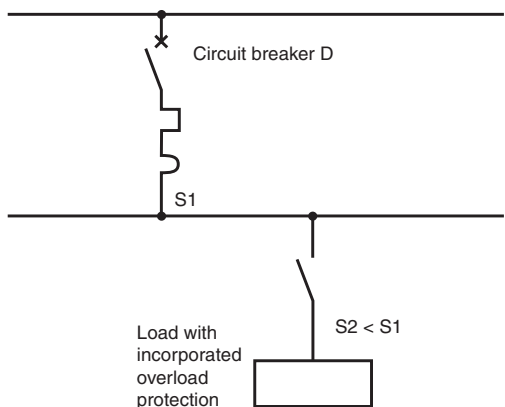 Circuit breaker D
S1
S2 < S1
Load with
incorporated
overload
protection